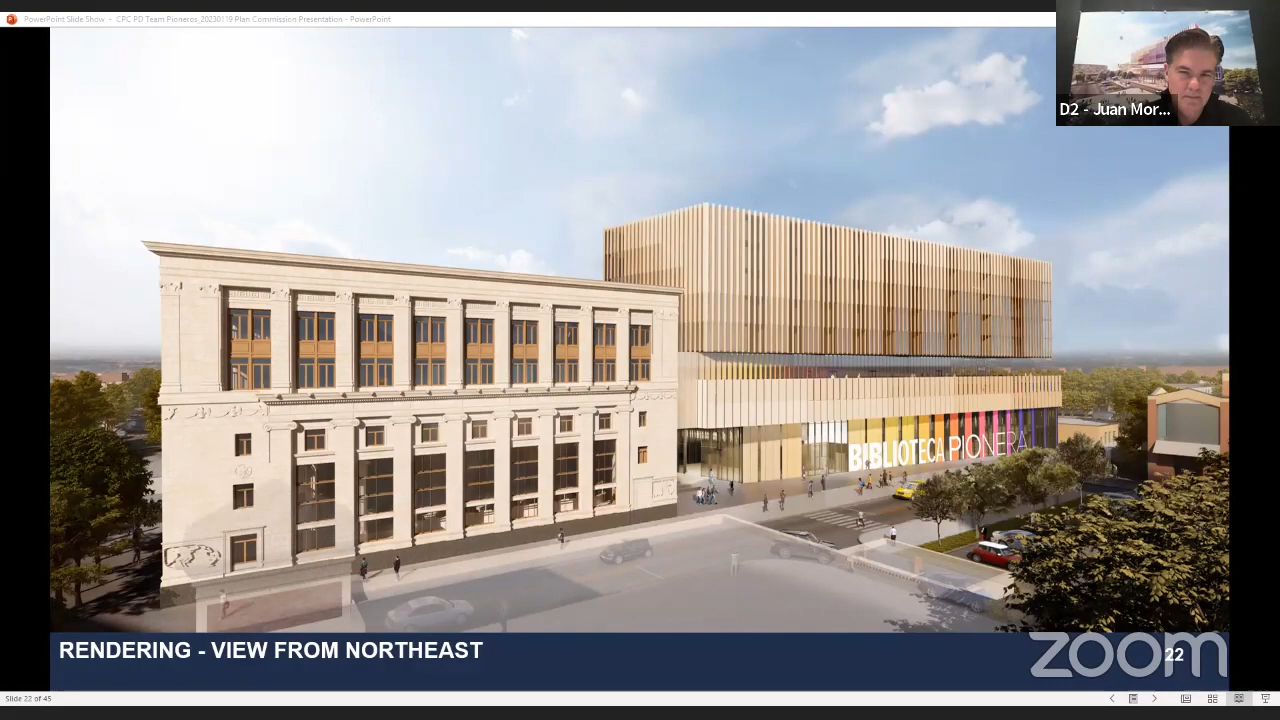 PowerPoint Slide Show - CPC PD Team Pioneros_20230119 Plan Commission Presentation - PowerPoint
D2 - Juan Mor...
BIBLIOTECA PIONERA
RENDERING - VIEW FROM NORTHEAST
22
zoom
Slide 22 of 45